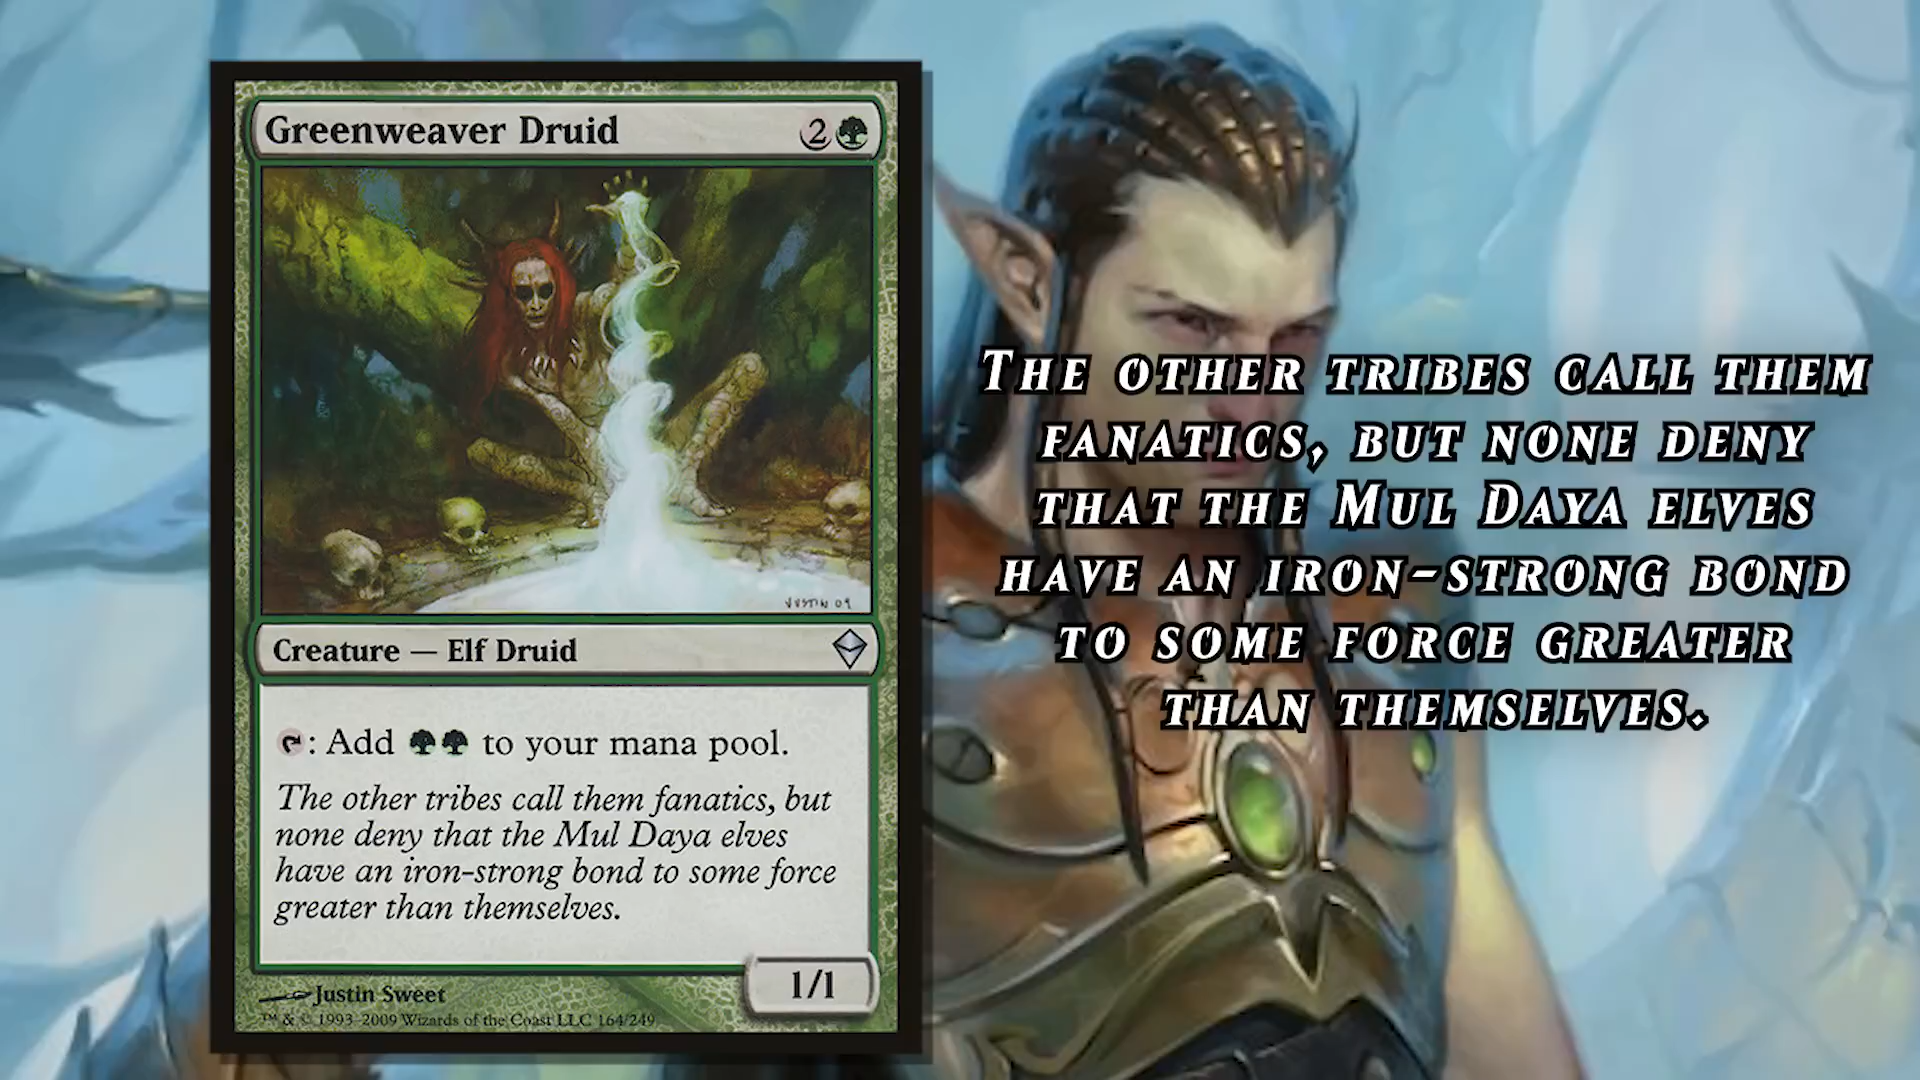 Greenweaver Druid
2
JUSTIN 09
Creature — Elf Druid
: Add to your mana pool.
The other tribes call them fanatics, but
none deny that the Mul Daya elves
have an iron-strong bond to some force
greater than themselves.
1/1
Justin Sweet
™ & © 1993–2009 Wizards of the Coast LLC 164/249
The other tribes call them
fanatics, but none deny
that the Mul Daya elves
have an iron-strong bond
to some force greater
than themselves.